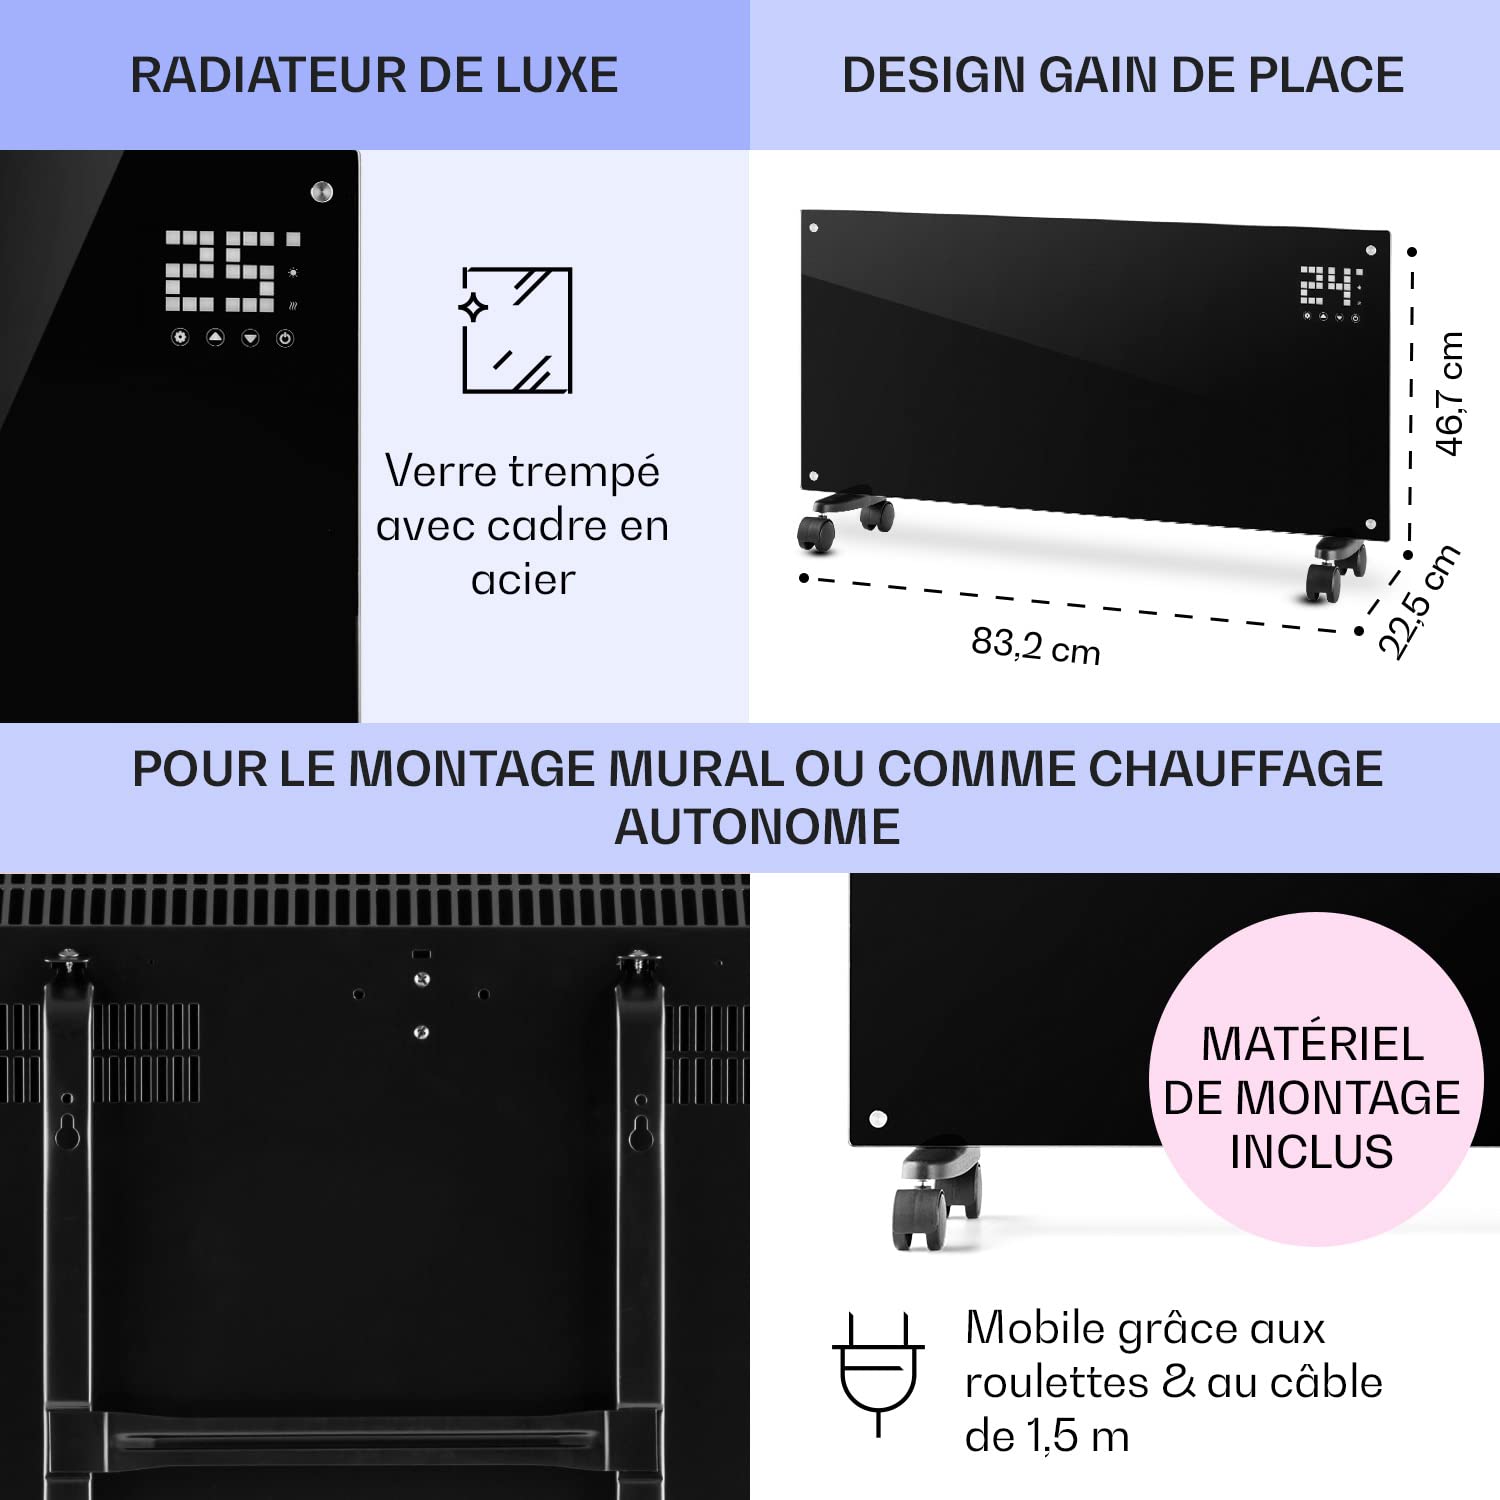 RADIATEUR DE LUXE
DESIGN GAIN DE PLACE
25°
Verre trempé
avec cadre en
acier
24°
46,7 cm
22,5 cm
83,2 cm
POUR LE MONTAGE MURAL OU COMME CHAUFFAGE
AUTONOME
MATÉRIEL
DE MONTAGE
INCLUS
Mobile grâce aux
roulettes & au câble
de 1,5 m